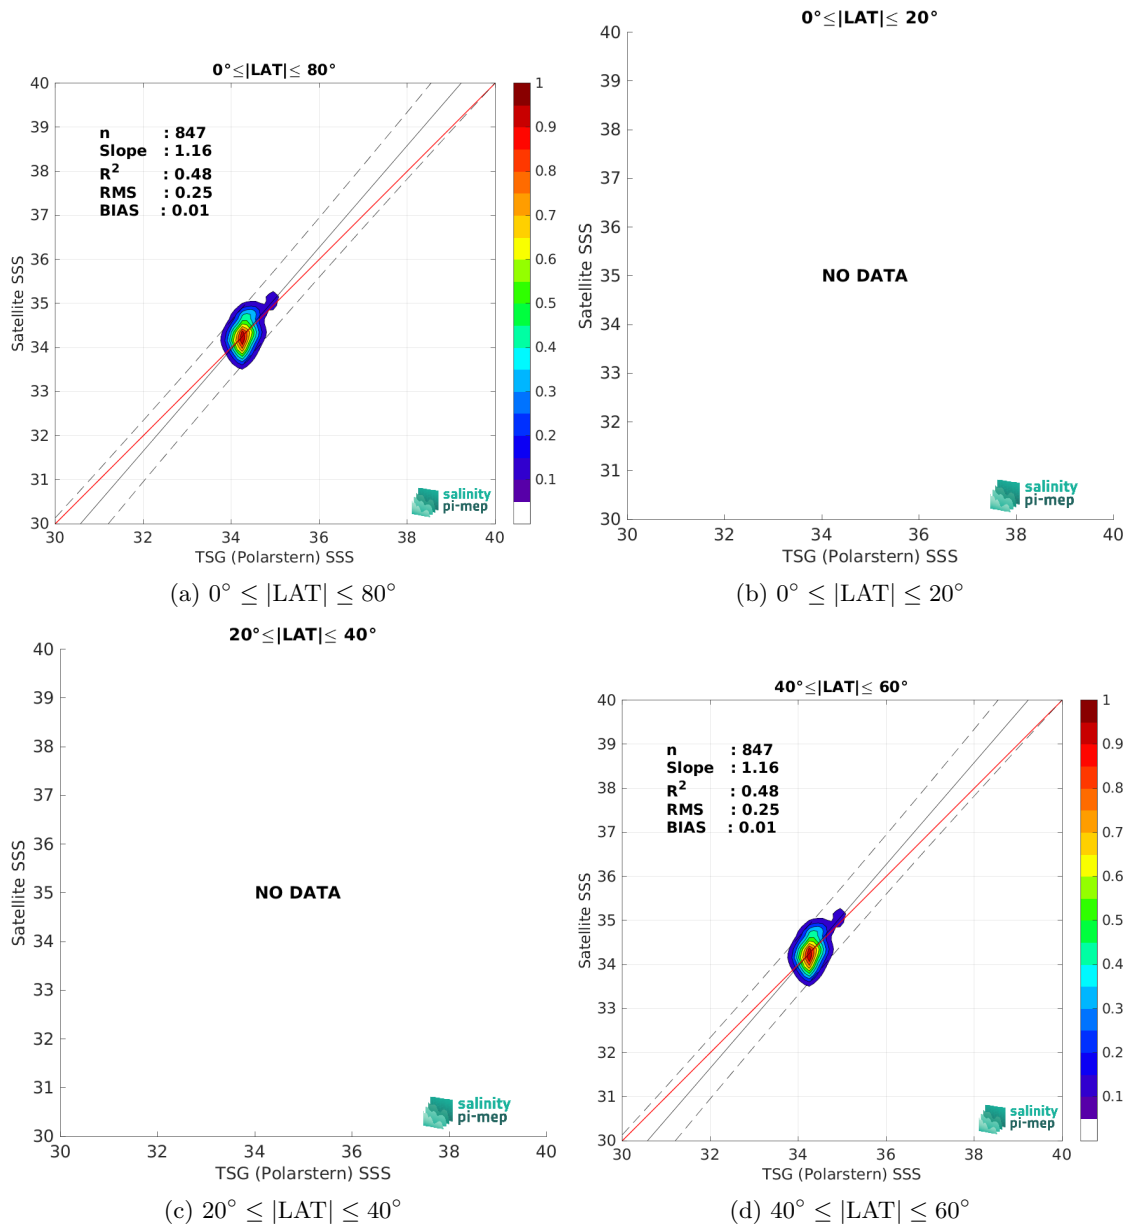 0°≤|LAT|≤ 80°
40
39
38
37
36
35
34
33
32
31
30
Satellite SSS
n : 847
Slope : 1.16
R² : 0.48
RMS : 0.25
BIAS : 0.01
salinity
pi-mep
1
0.9
0.8
0.7
0.6
0.5
0.4
0.3
0.2
0.1
30 32 34 36 38 40
TSG (Polarstern) SSS
(a) 0° ≤ |LAT| ≤ 80°
0°≤|LAT|≤ 20°
40
39
38
37
36
35
34
33
32
31
30
Satellite SSS
NO DATA
salinity
pi-mep
30 32 34 36 38 40
TSG (Polarstern) SSS
(b) 0° ≤ |LAT| ≤ 20°
20°≤|LAT|≤ 40°
40
39
38
37
36
35
34
33
32
31
30
Satellite SSS
NO DATA
salinity
pi-mep
30 32 34 36 38 40
TSG (Polarstern) SSS
(c) 20° ≤ |LAT| ≤ 40°
40°≤|LAT|≤ 60°
40
39
38
37
36
35
34
33
32
31
30
Satellite SSS
n : 847
Slope : 1.16
R² : 0.48
RMS : 0.25
BIAS : 0.01
salinity
pi-mep
1
0.9
0.8
0.7
0.6
0.5
0.4
0.3
0.2
0.1
30 32 34 36 38 40
TSG (Polarstern) SSS
(d) 40° ≤ |LAT| ≤ 60°